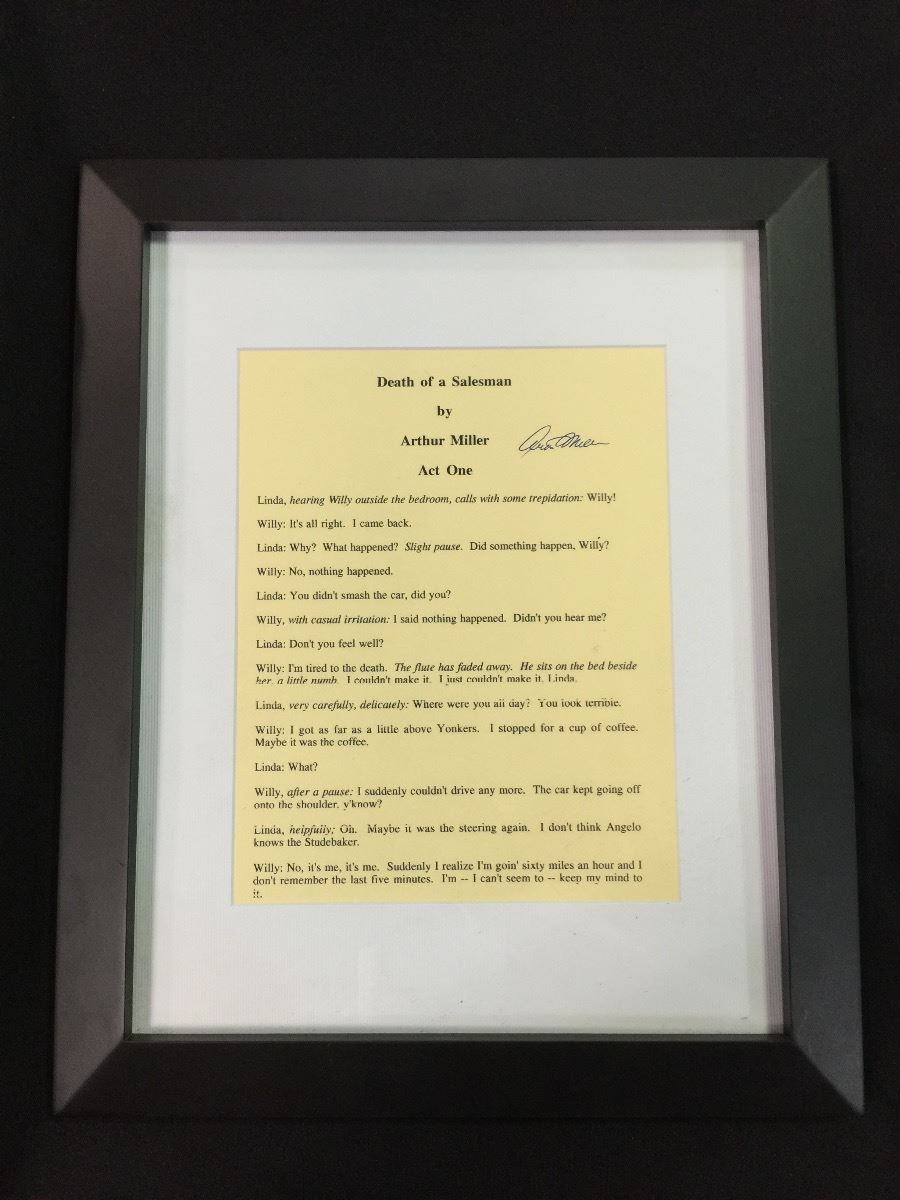 Death of a Salesman
by
Arthur Miller
Arthur Miller
Act One
Linda, hearing Willy outside the bedroom, calls with some trepidation: Willy!
Willy: It's all right. I came back.
Linda: Why? What happened? Slight pause. Did something happen, Willy?
Willy: No, nothing happened.
Linda: You didn't smash the car, did you?
Willy, with casual irritation: I said nothing happened. Didn't you hear me?
Linda: Don't you feel well?
Willy: I'm tired to the death. The flute has faded away. He sits on the bed beside
her, a little numb. I couldn't make it. I just couldn't make it, Linda.
Linda, very carefully, delicately: Where were you all day? You look terrible.
Willy: I got as far as a little above Yonkers. I stopped for a cup of coffee.
Maybe it was the coffee.
Linda: What?
Willy, after a pause: I suddenly couldn't drive any more. The car kept going off
onto the shoulder, y'know?
Linda, helpfully: Oh. Maybe it was the steering again. I don't think Angelo
knows the Studebaker.
Willy: No, it's me, it's me. Suddenly I realize I'm goin' sixty miles an hour and I
don't remember the last five minutes. I'm -- I can't seem to -- keep my mind to
it.